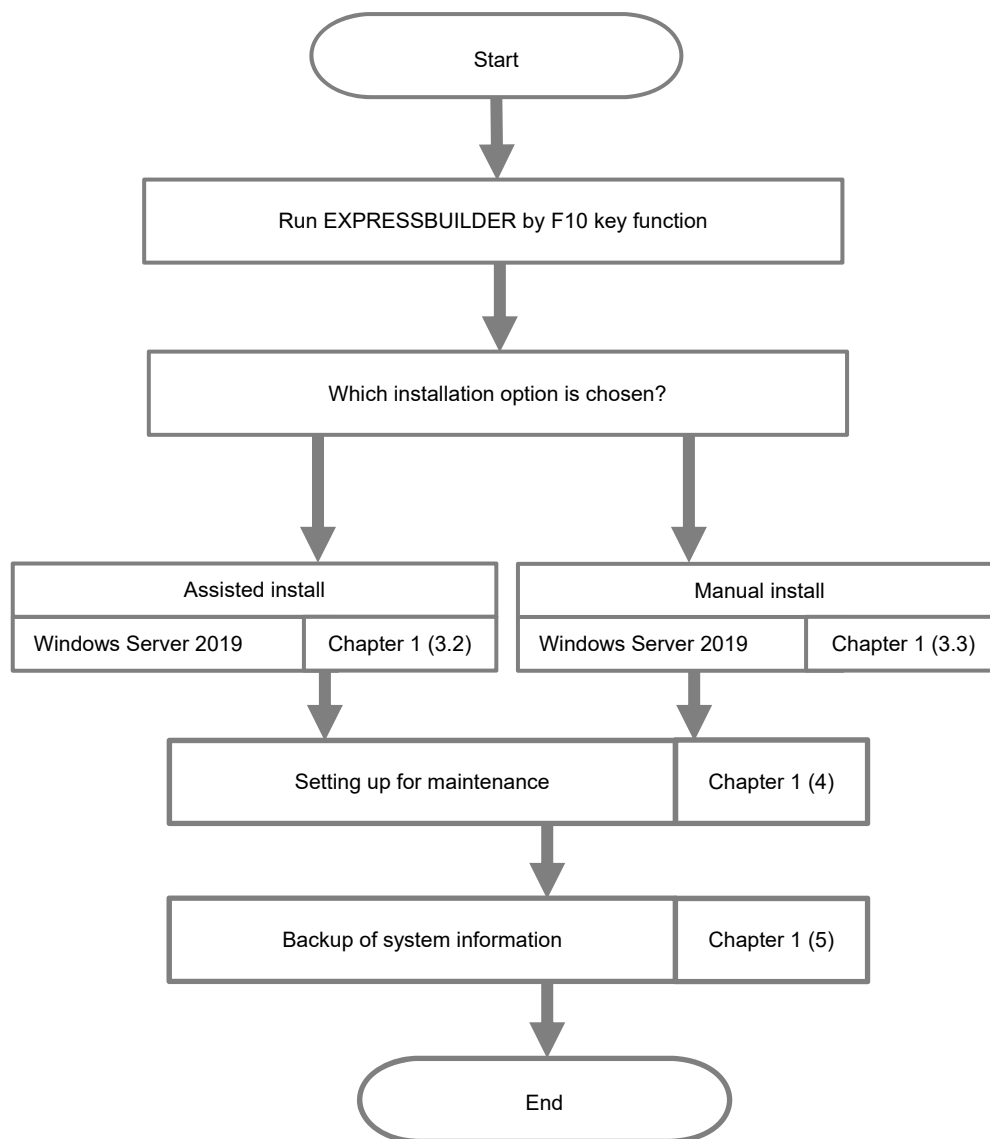 Start
Run EXPRESSBUILDER by F10 key function
Which installation option is chosen?
Assisted install
Windows Server 2019
Chapter 1 (3.2)
Manual install
Windows Server 2019
Chapter 1 (3.3)
Setting up for maintenance
Chapter 1 (4)
Backup of system information
Chapter 1 (5)
End